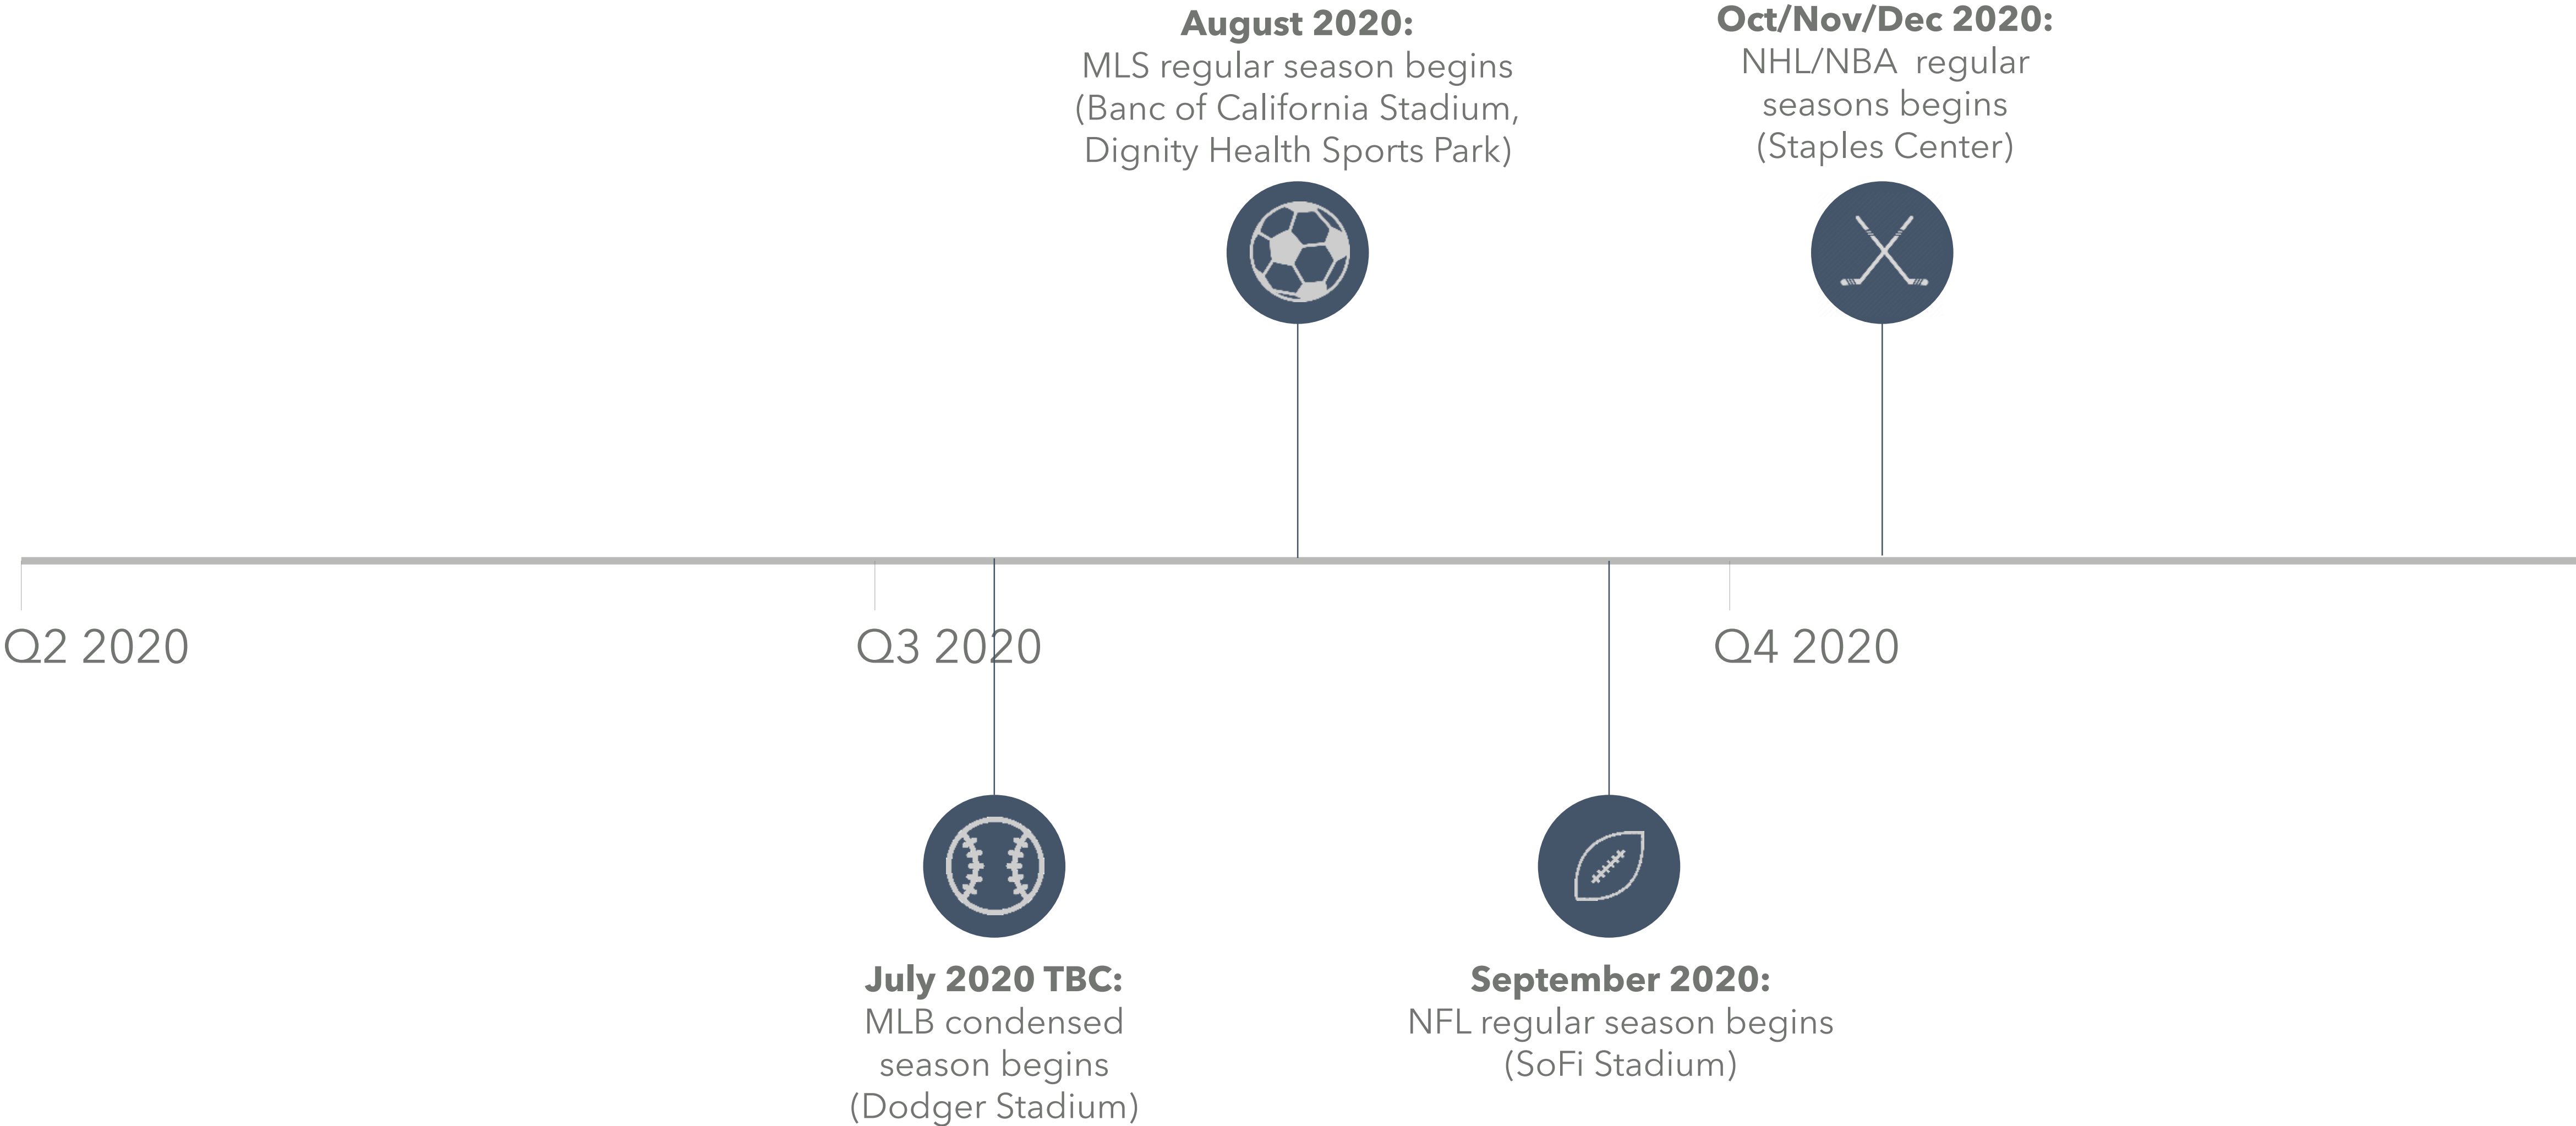 August 2020:
MLS regular season begins
(Banc of California Stadium,
Dignity Health Sports Park)
Oct/Nov/Dec 2020:
NHL/NBA  regular
seasons begins
(Staples Center)
Q2 2020
Q3 2020
Q4 2020
July 2020 TBC:
MLB condensed
season begins
(Dodger Stadium)
September 2020:
NFL regular season begins
(SoFi Stadium)